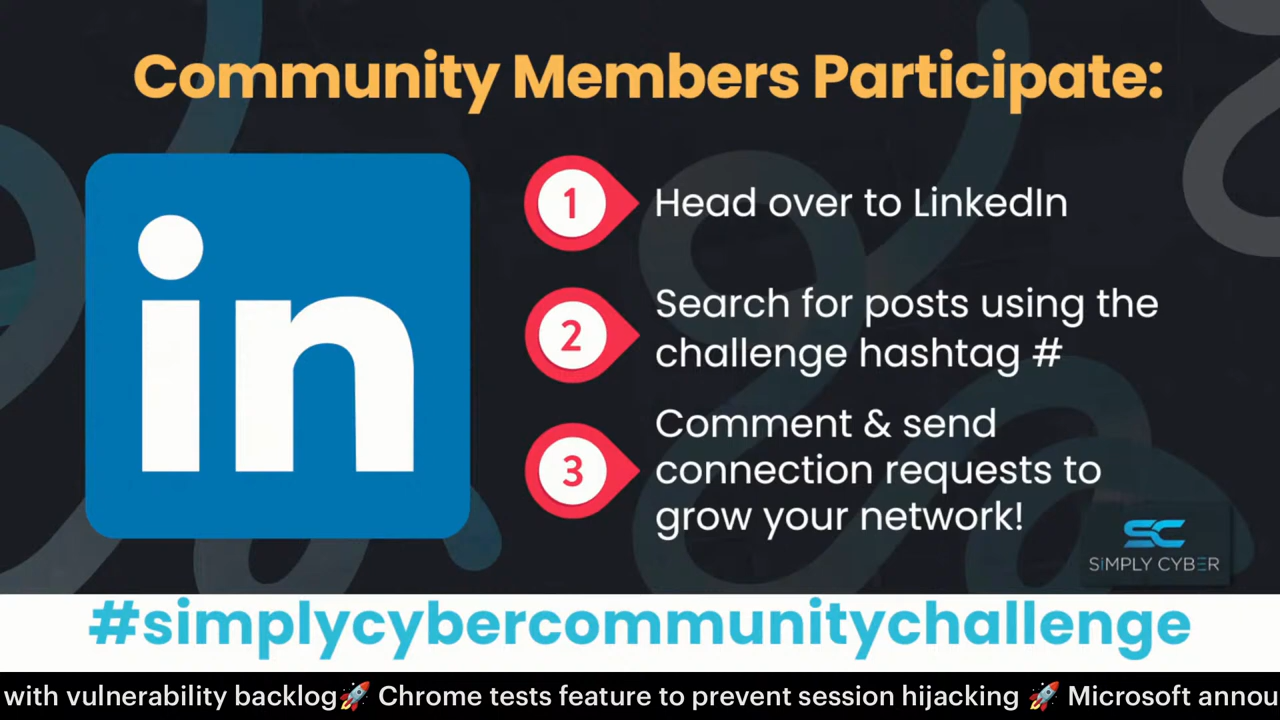 Community Members Participate:
in
1
Head over to LinkedIn
2
Search for posts using the
challenge hashtag #
3
Comment & send
connection requests to
grow your network!
SC
SiMPLY CYBER
#simplycybercommunitychallenge
with vulnerability backlog🚀 Chrome tests feature to prevent session hijacking 🚀 Microsoft annou